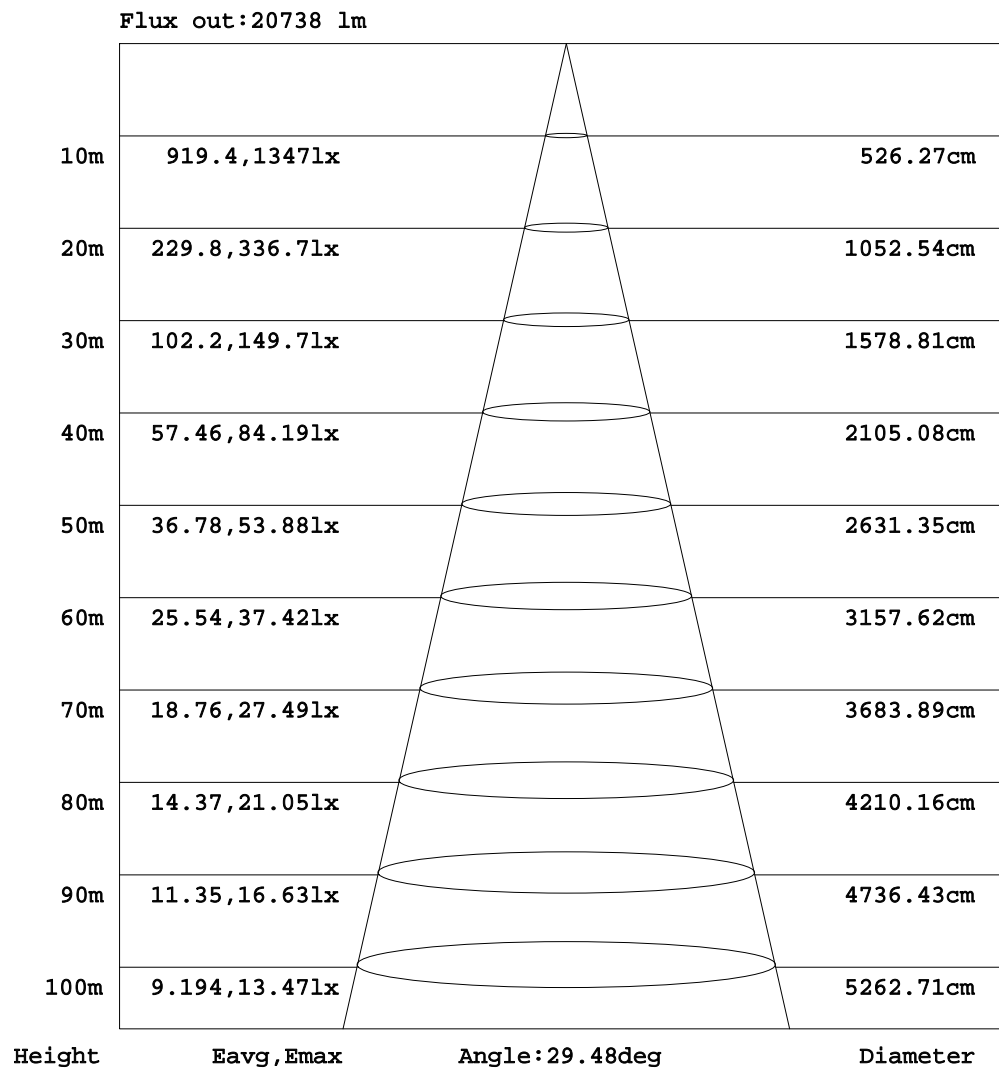 Flux out:20738 lm
10m 919.4,1347lx 526.27cm
20m 229.8,336.7lx 1052.54cm
30m 102.2,149.7lx 1578.81cm
40m 57.46,84.19lx 2105.08cm
50m 36.78,53.88lx 2631.35cm
60m 25.54,37.42lx 3157.62cm
70m 18.76,27.49lx 3683.89cm
80m 14.37,21.05lx 4210.16cm
90m 11.35,16.63lx 4736.43cm
100m 9.194,13.47lx 5262.71cm
Height Eavg,Emax Angle:29.48deg Diameter